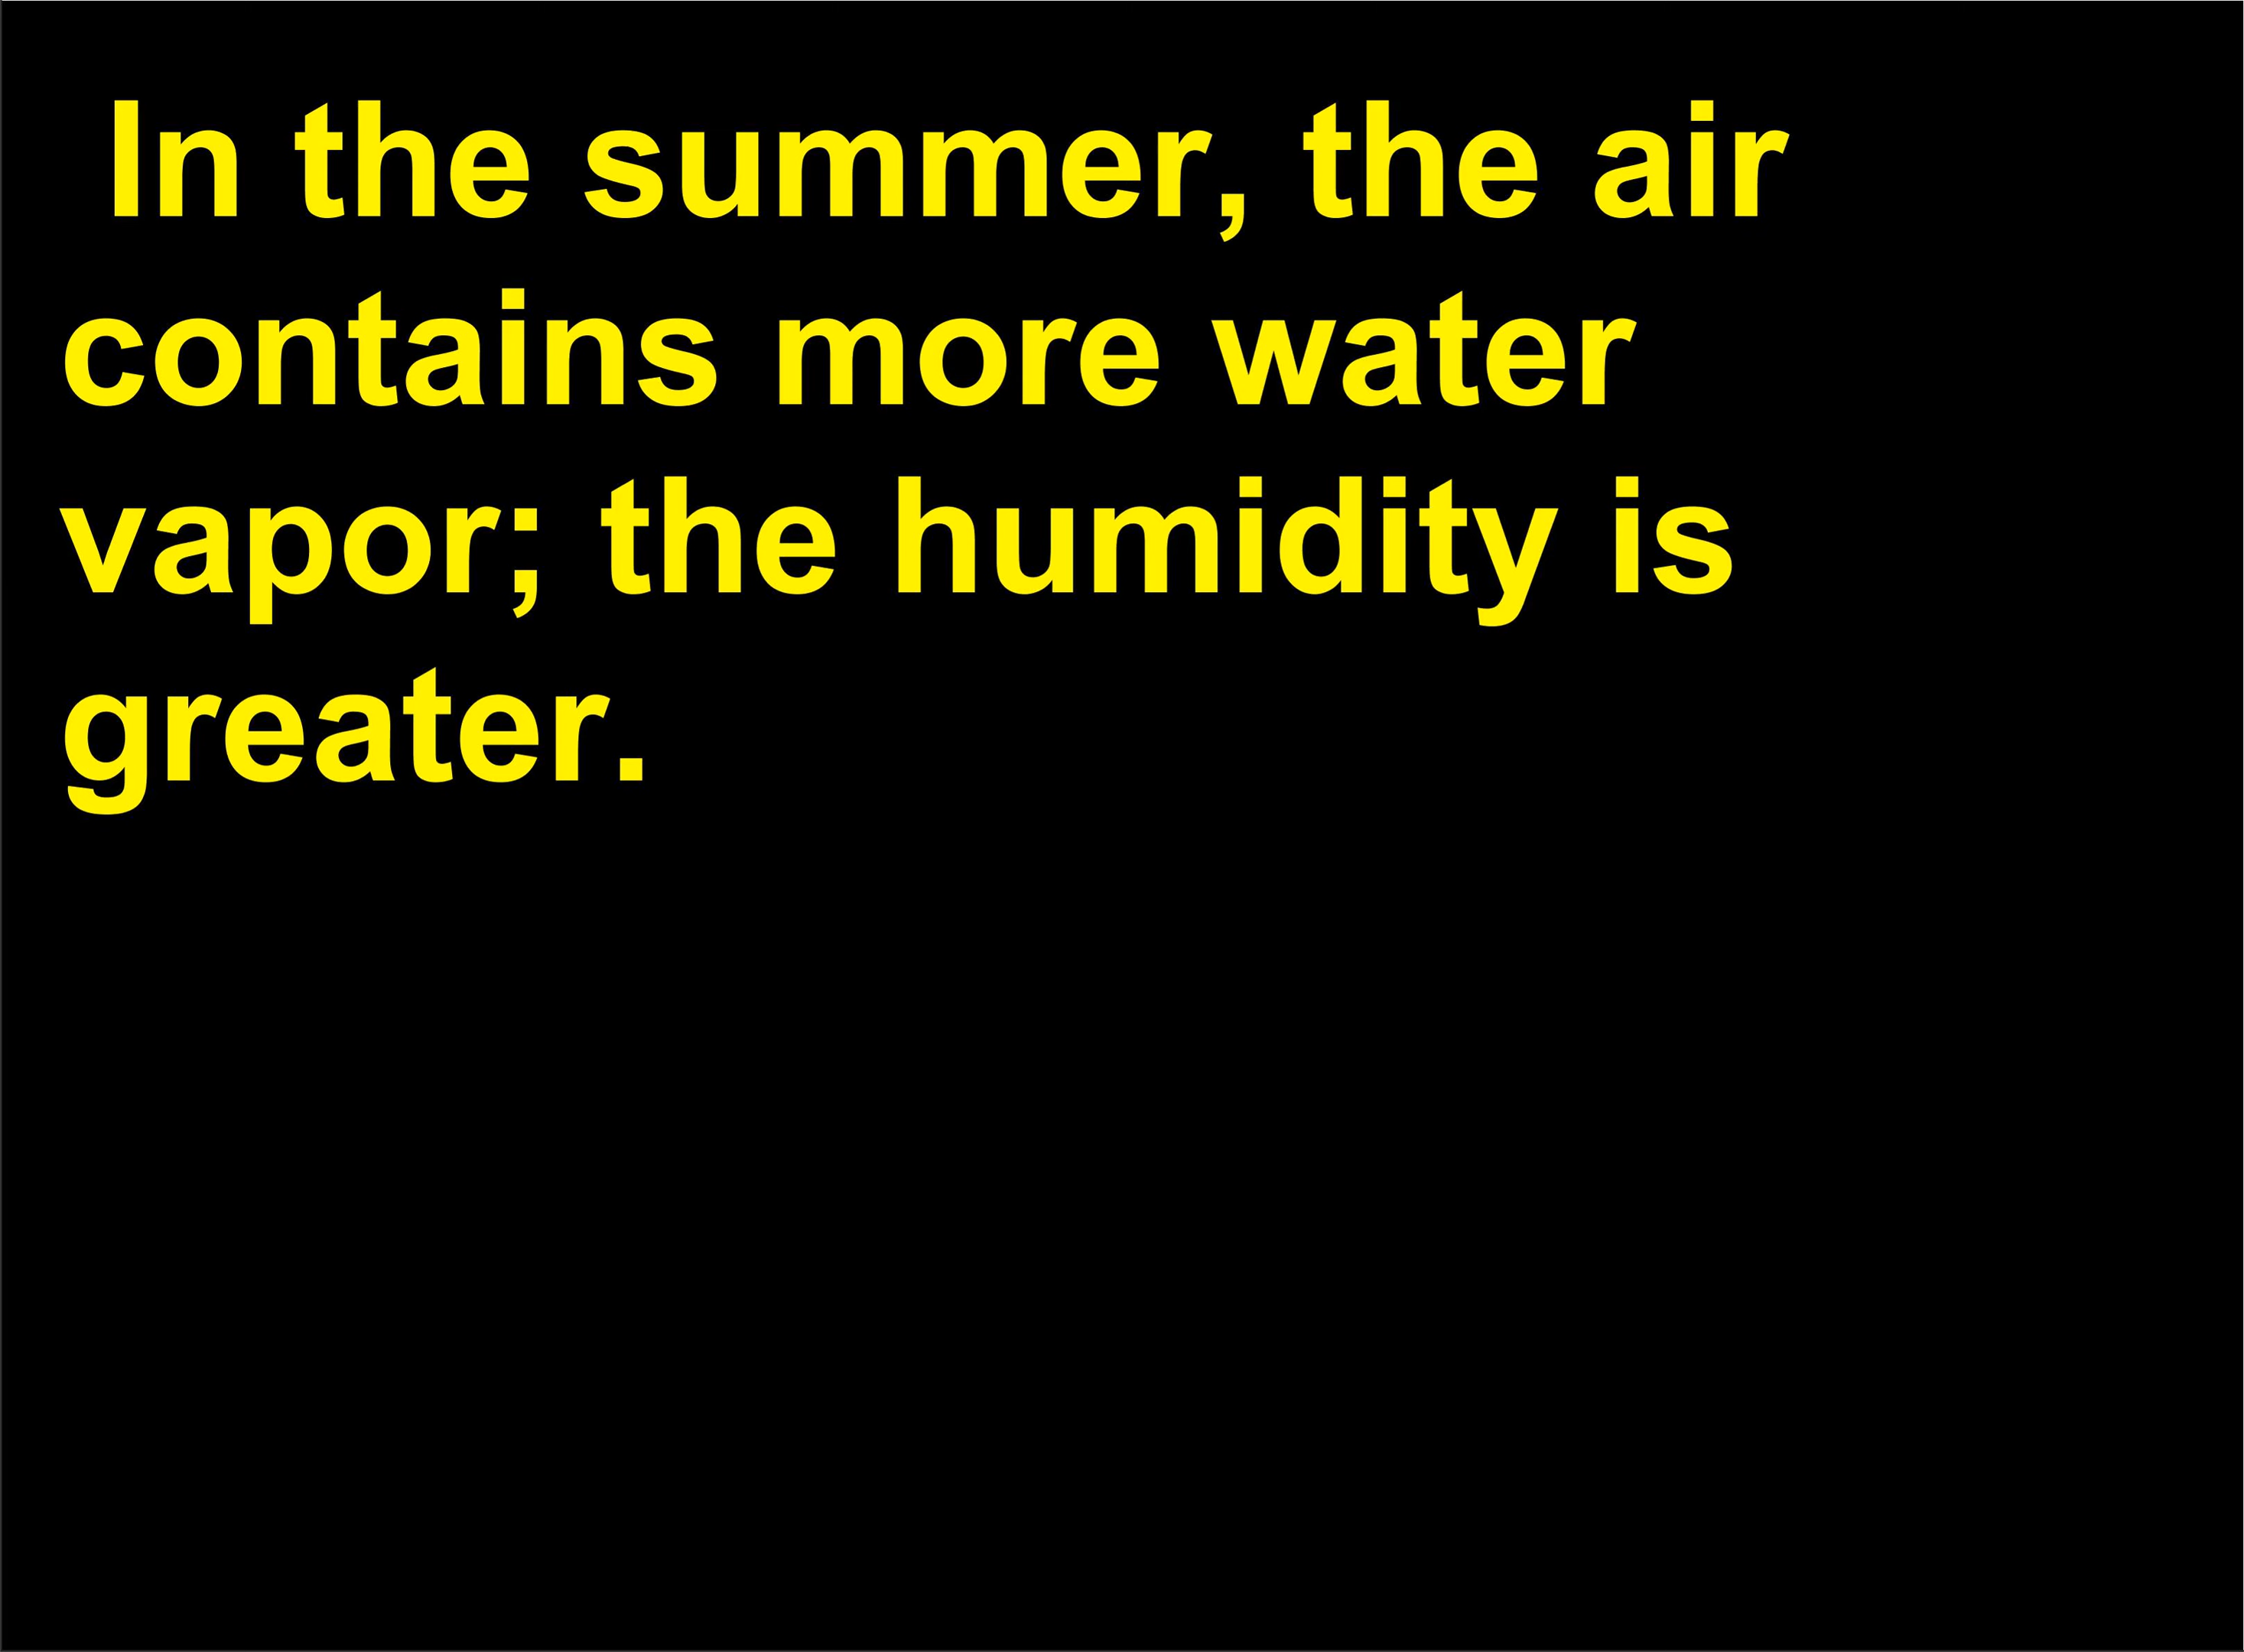 In the summer, the air
contains more water
vapor; the humidity is
greater.